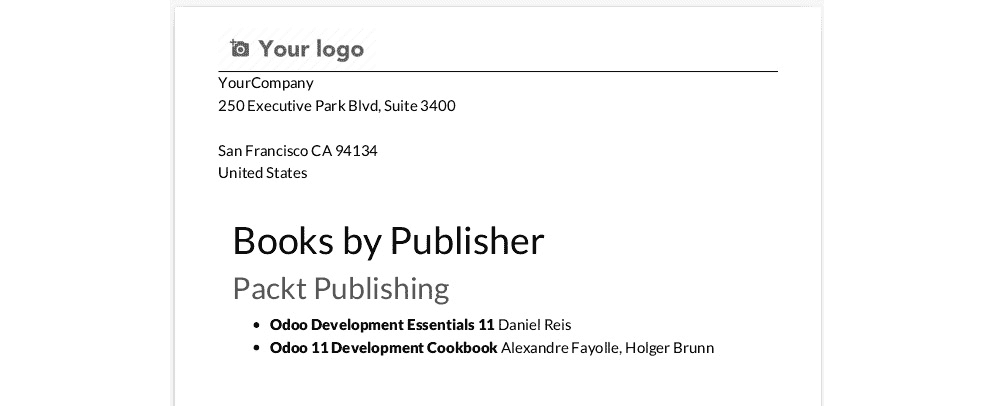 Your logo
YourCompany
250 Executive Park Blvd, Suite 3400
San Francisco CA 94134
United States
Books by Publisher
Packt Publishing
• Odoo Development Essentials 11 Daniel Reis
• Odoo 11 Development Cookbook Alexandre Fayolle, Holger Brunn